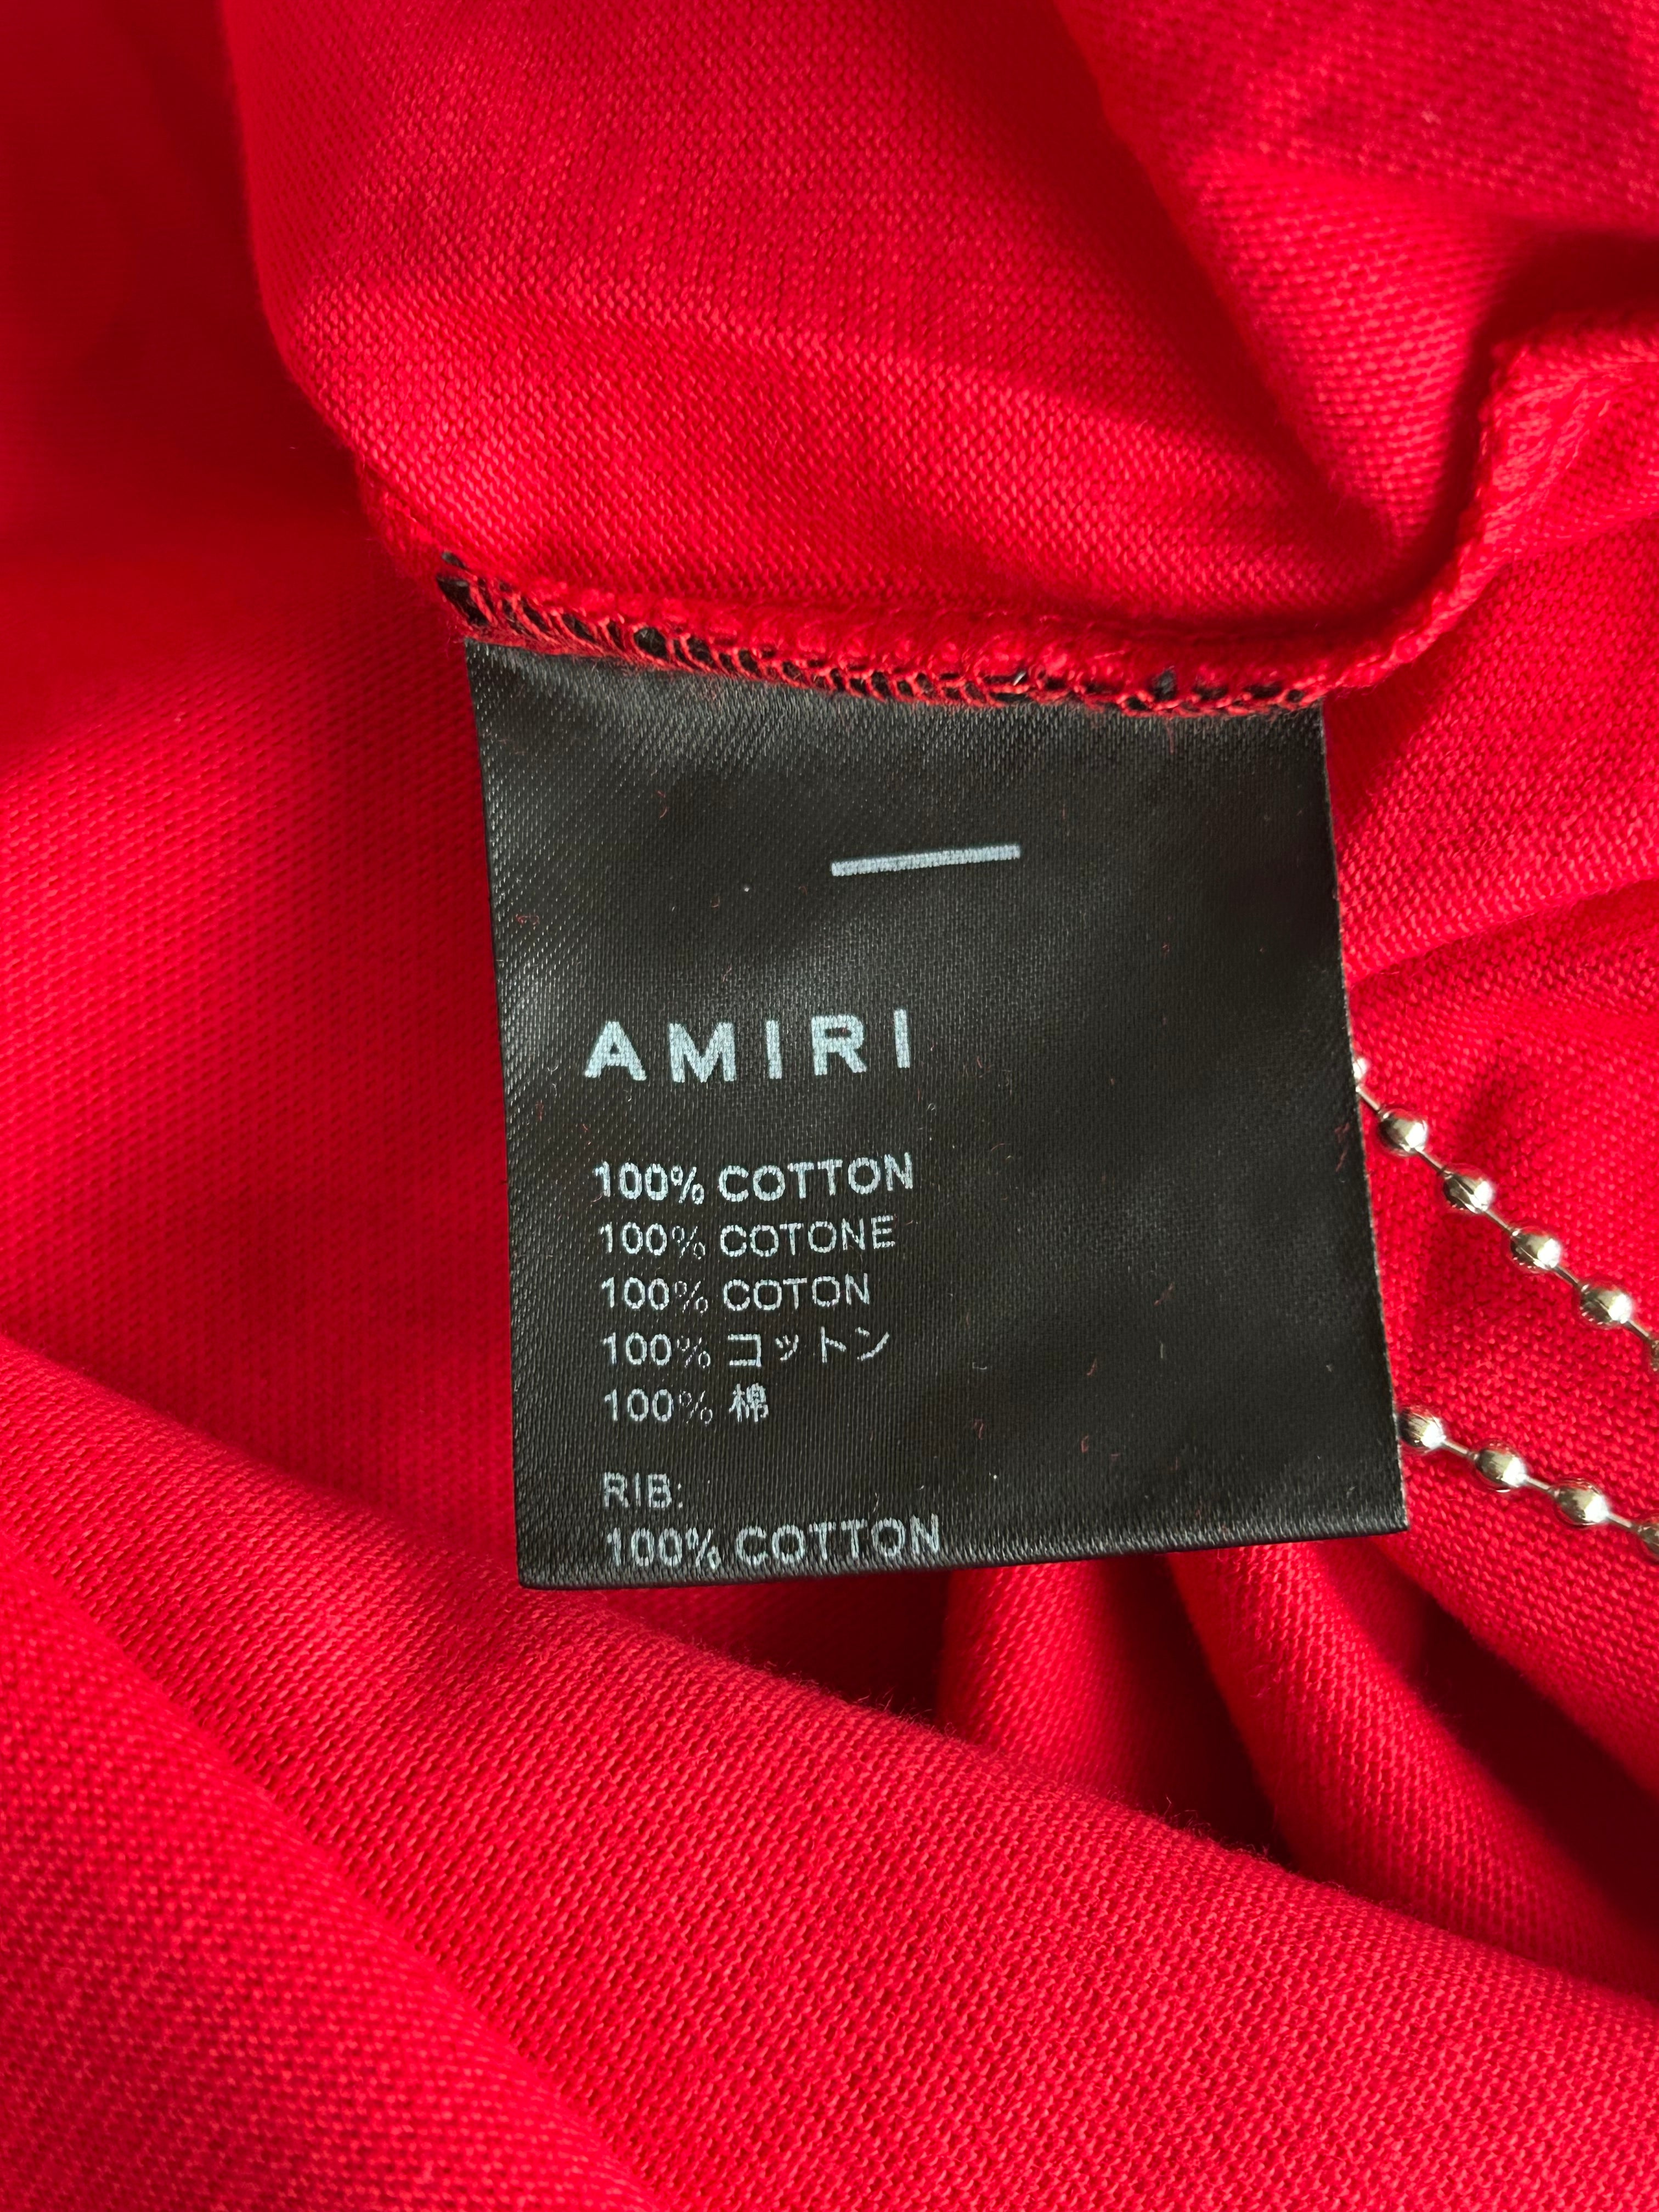 AMIRI
100% COTTON
100% COTONE
100% COTON
100% コットン
100% 棉
RIB:
100% COTTON